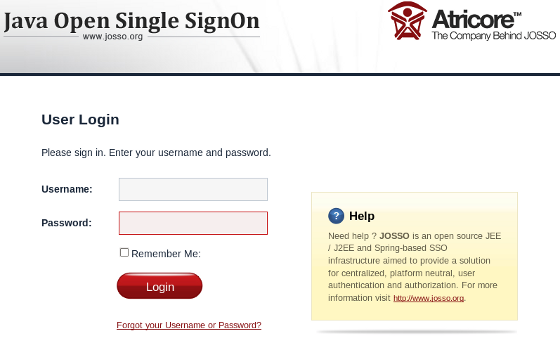 Java Open Single SignOn
www.josso.org
Atricore™
The Company Behind JOSSO
User Login
Please sign in. Enter your username and password.
Username:
Password:
Remember Me:
Login
Forgot your Username or Password?
? Help
Need help ? JOSSO is an open source JEE
/ J2EE and Spring-based SSO
infrastructure aimed to provide a solution
for centralized, platform neutral, user
authentication and authorization. For more
information visit http://www.josso.org.